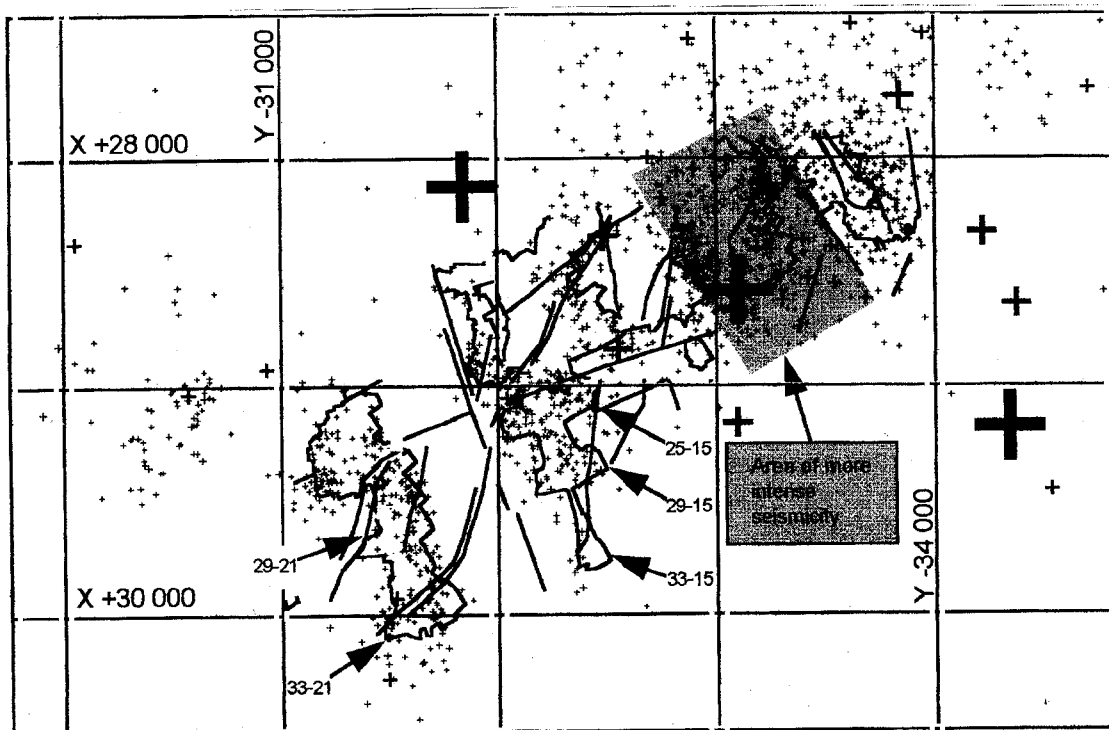 Y -31 000
X +28 000
25-15
Area of more
intense
seismicity
29-15
29-21
33-15
Y -34 000
X +30 000
33-21